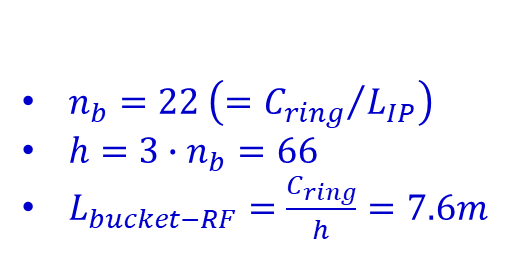 • n_b = 22 (= C_ring/L_IP)
• h = 3 · n_b = 66
• L_bucket−RF = C_ring/h = 7.6m